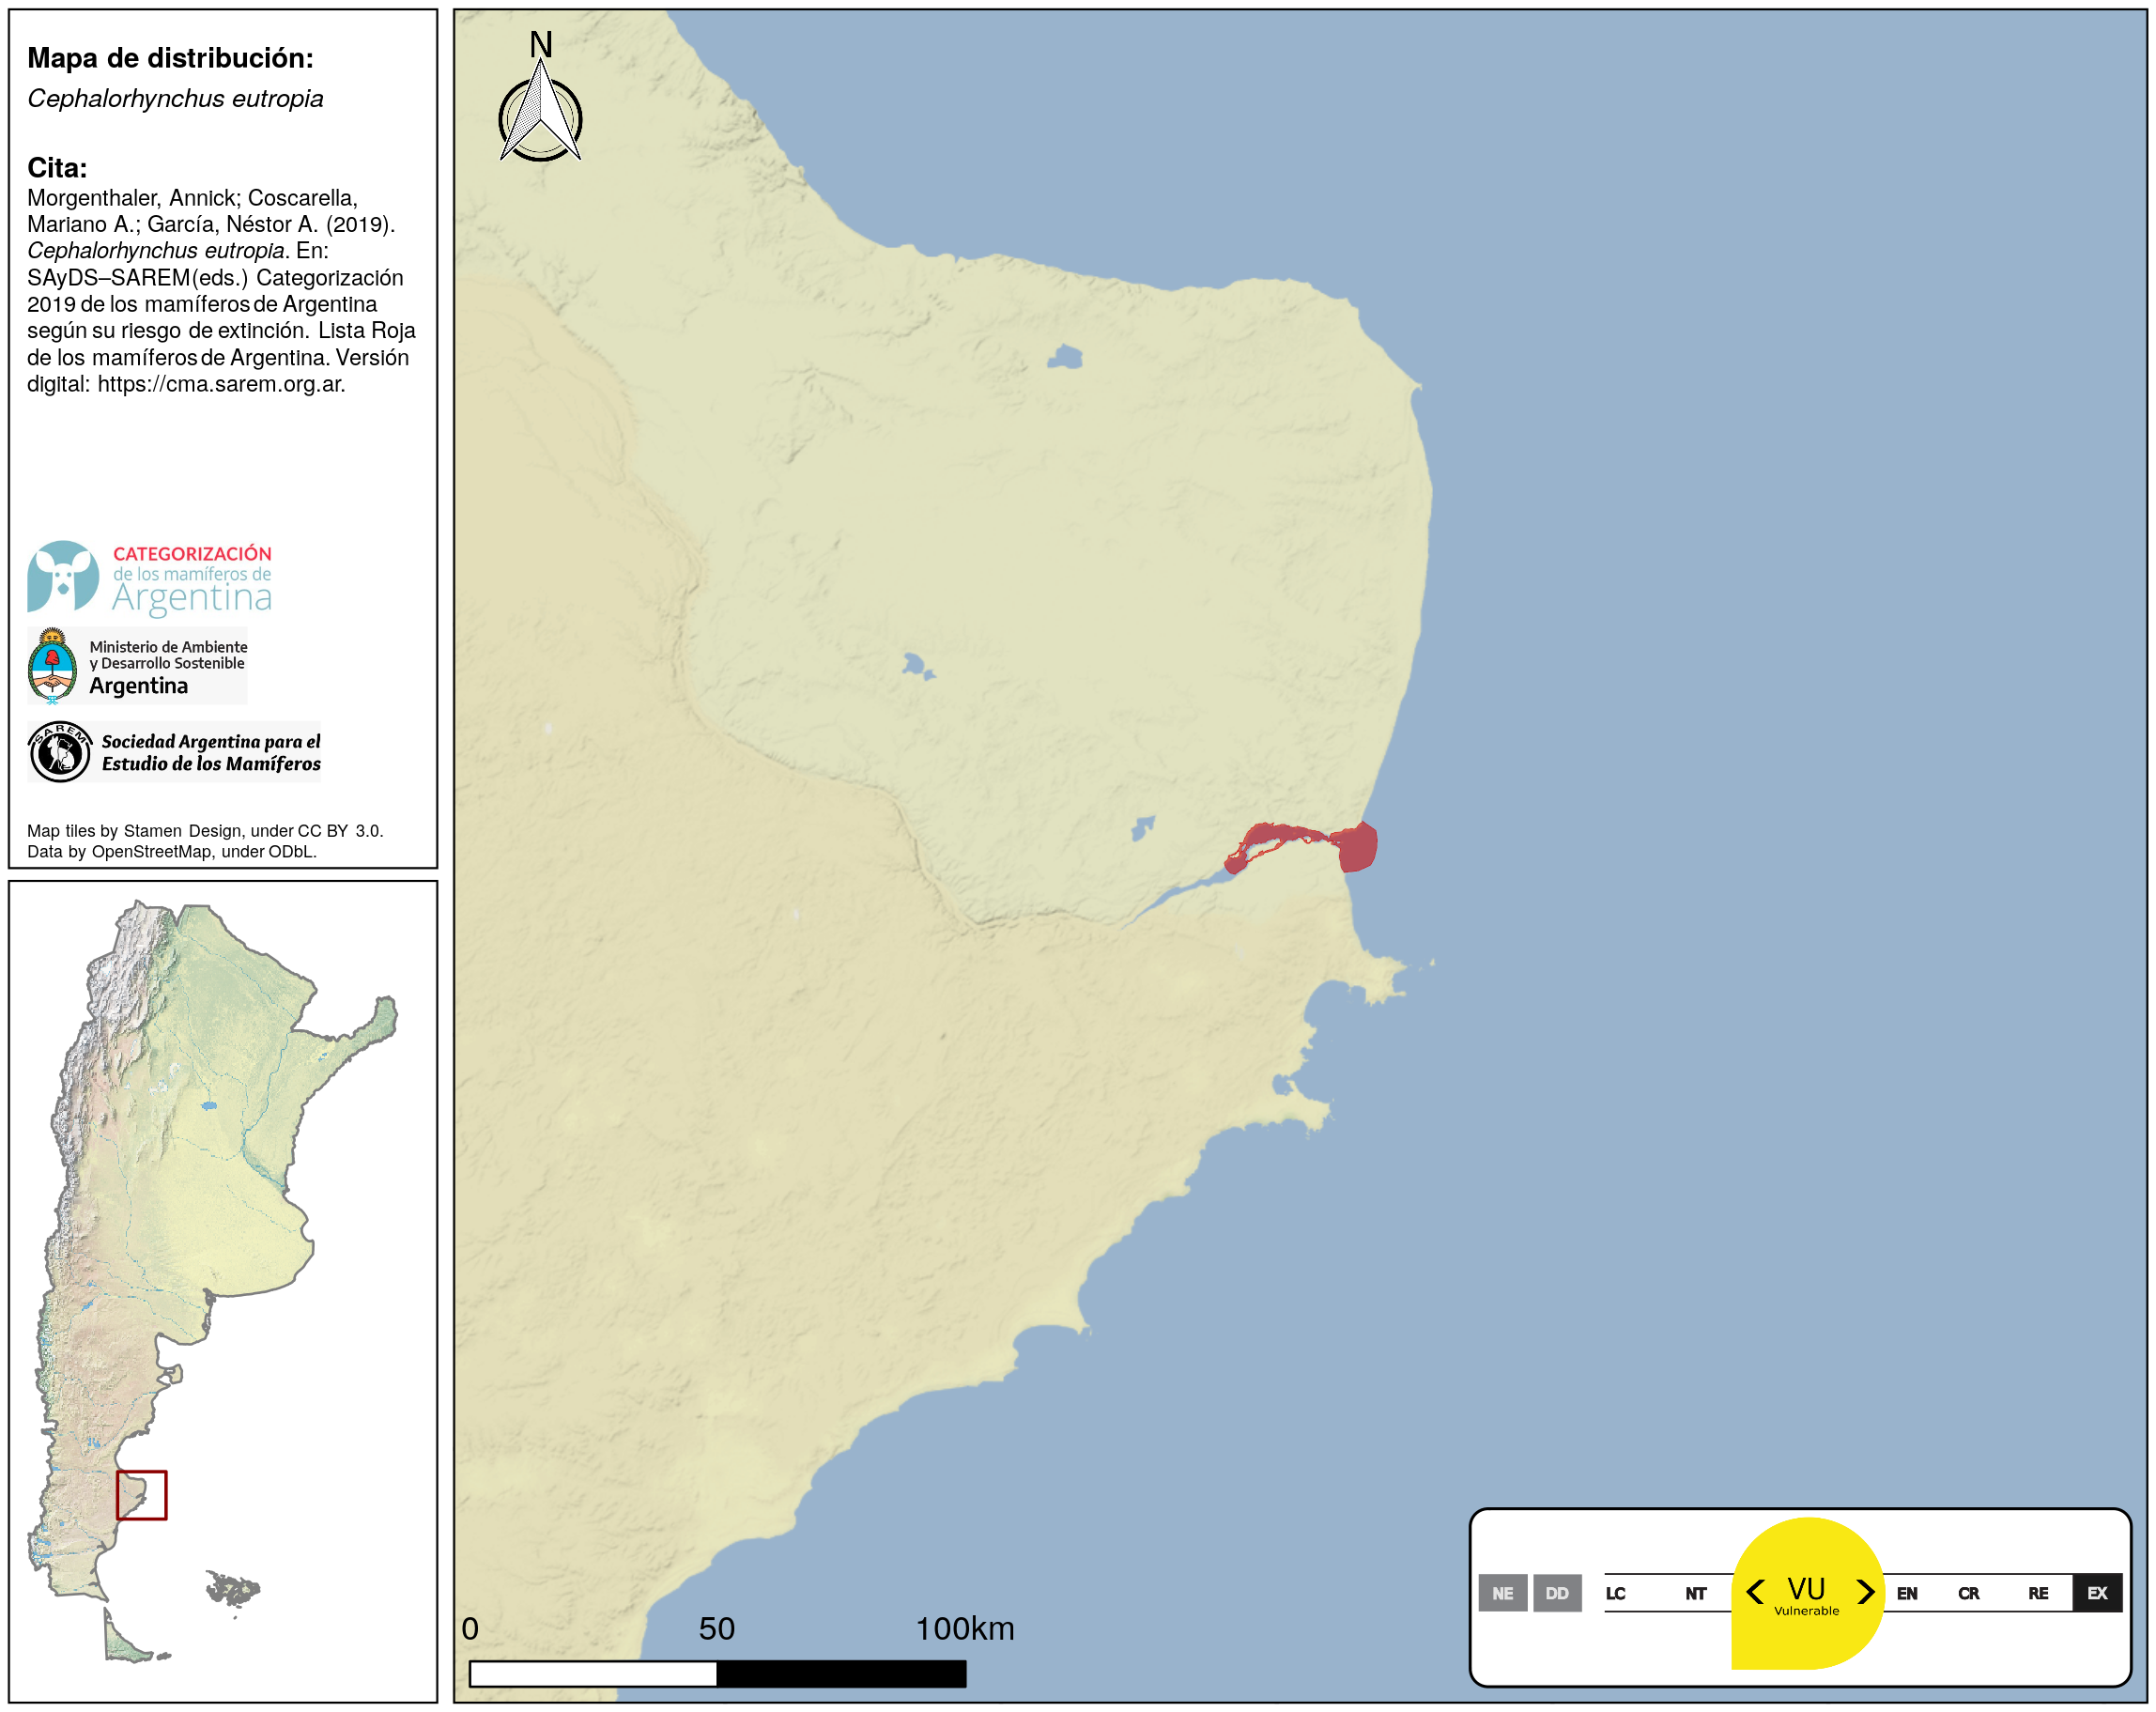 Mapa de distribución:
Cephalorhynchus eutropia
Cita:
Morgenthaler, Annick; Coscarella,
Mariano A.; García, Néstor A. (2019).
Cephalorhynchus eutropia. En:
SAyDS–SAREM(eds.) Categorización
2019 de los mamíferos de Argentina
según su riesgo de extinción. Lista Roja
de los mamíferos de Argentina. Versión
digital: https://cma.sarem.org.ar.
CATEGORIZACIÓN
de los mamíferos de
Argentina
Ministerio de Ambiente
y Desarrollo Sostenible
Argentina
SAREM
Sociedad Argentina para el
Estudio de los Mamíferos
Map tiles by Stamen Design, under CC BY 3.0.
Data by OpenStreetMap, under ODbL.
N
0 50 100km
NE DD LC NT VU EN CR RE EX
Vulnerable